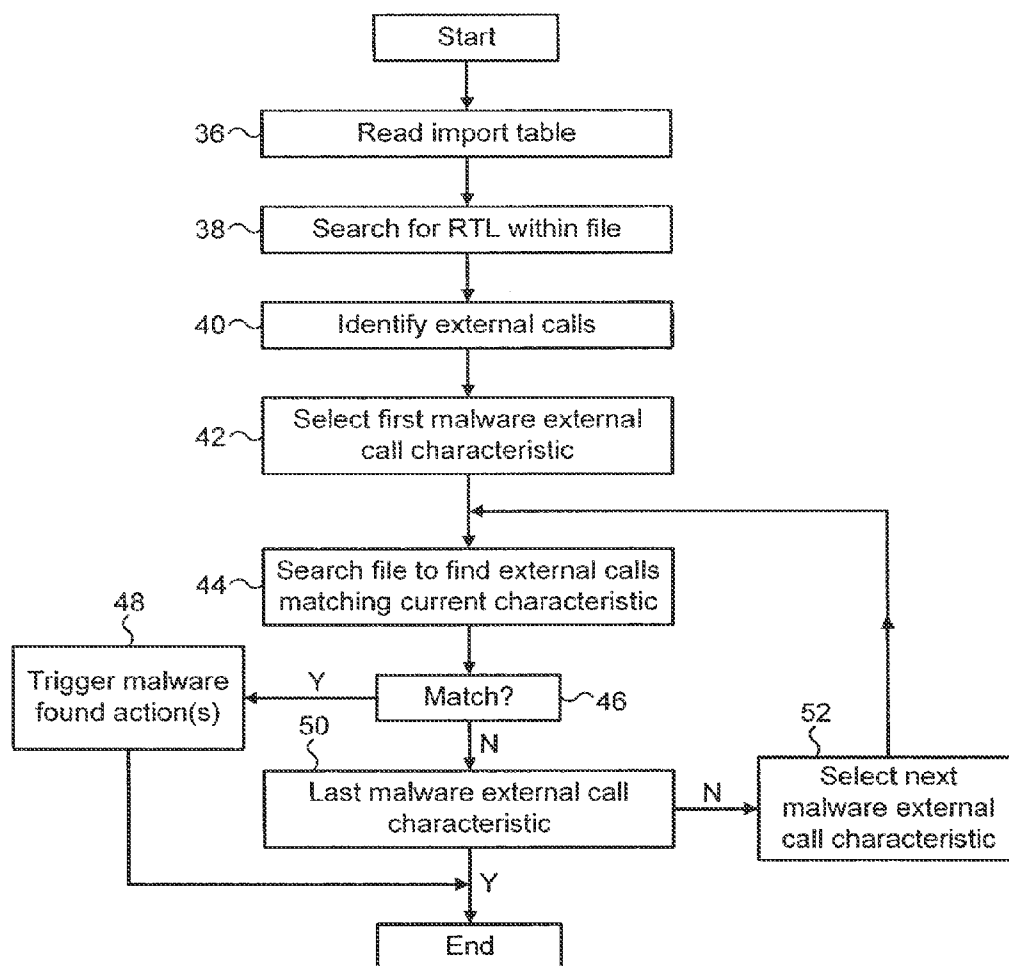 Start
36
Read import table
38
Search for RTL within file
40
Identify external calls
42
Select first malware external
call characteristic
44
Search file to find external calls
matching current characteristic
48
Trigger malware
found action(s)
Y
Match?
46
N
50
Last malware external call
characteristic
N
52
Select next
malware external
call characteristic
Y
End